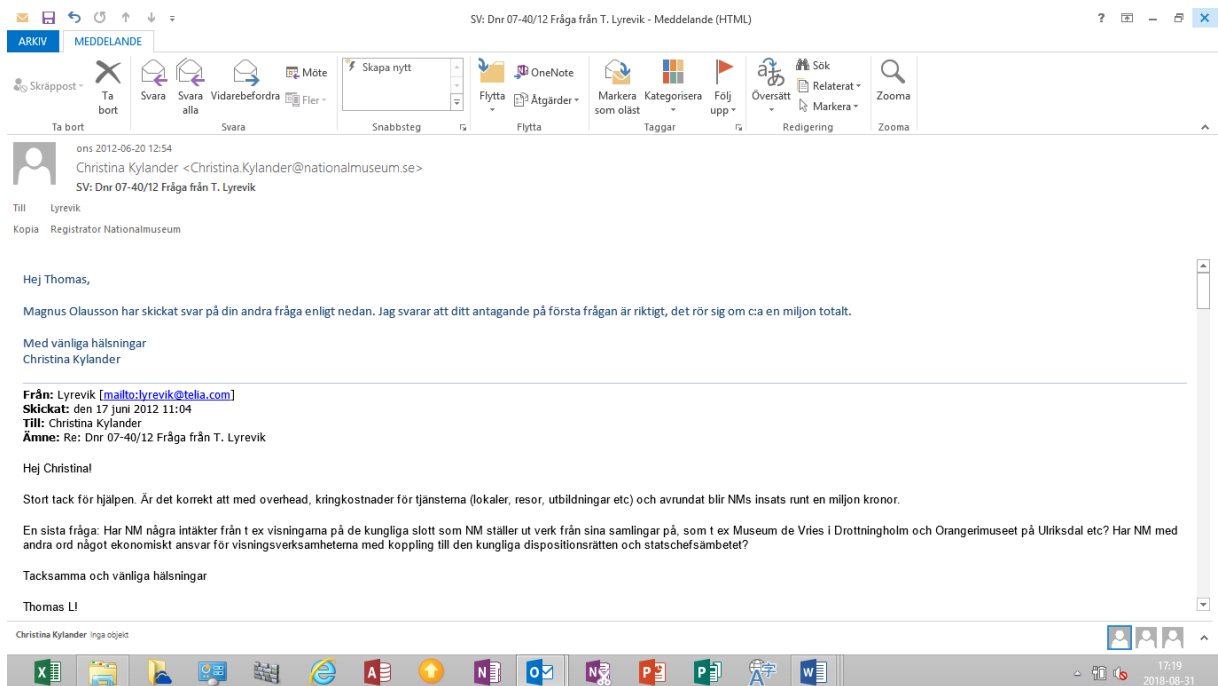 SV: Dnr 07-40/12 Fråga från T. Lyrevik - Meddelande (HTML)
ARKIV MEDDELANDE
Skräppost
Ta bort
Svara
Svara alla
Vidarebefordra
Möte
Fler
Skapa nytt
Flytta
OneNote
Åtgärder
Markera som oläst
Kategorisera
Följ upp
Översätt
Sök
Relaterat
Markera
Zooma
Ta bort Svara Snabbsteg Flytta Taggar Redigering Zooma
ons 2012-06-20 12:54
Christina Kylander <Christina.Kylander@nationalmuseum.se>
SV: Dnr 07-40/12 Fråga från T. Lyrevik
Till Lyrevik
Kopia Registrator Nationalmuseum
Hej Thomas,
Magnus Olausson har skickat svar på din andra fråga enligt nedan. Jag svarar att ditt antagande på första frågan är riktigt, det rör sig om c:a en miljon totalt.
Med vänliga hälsningar
Christina Kylander
Från: Lyrevik [mailto:lyrevik@telia.com]
Skickat: den 17 juni 2012 11:04
Till: Christina Kylander
Ämne: Re: Dnr 07-40/12 Fråga från T. Lyrevik
Hej Christina!
Stort tack för hjälpen. Är det korrekt att med overhead, kringkostnader för tjänsterna (lokaler, resor, utbildningar etc) och avrundat blir NMs insats runt en miljon kronor.
En sista fråga: Har NM några intäkter från t ex visningarna på de kungliga slott som NM ställer ut verk från sina samlingar på, som t ex Museum de Vries i Drottningholm och Orangerimuseet på Ulriksdal etc? Har NM med
andra ord något ekonomiskt ansvar för visningsverksamheterna med koppling till den kungliga dispositionsrätten och statschefsämbetet?
Tacksamma och vänliga hälsningar
Thomas L!
Christina Kylander Inga objekt
17:19
2018-08-31